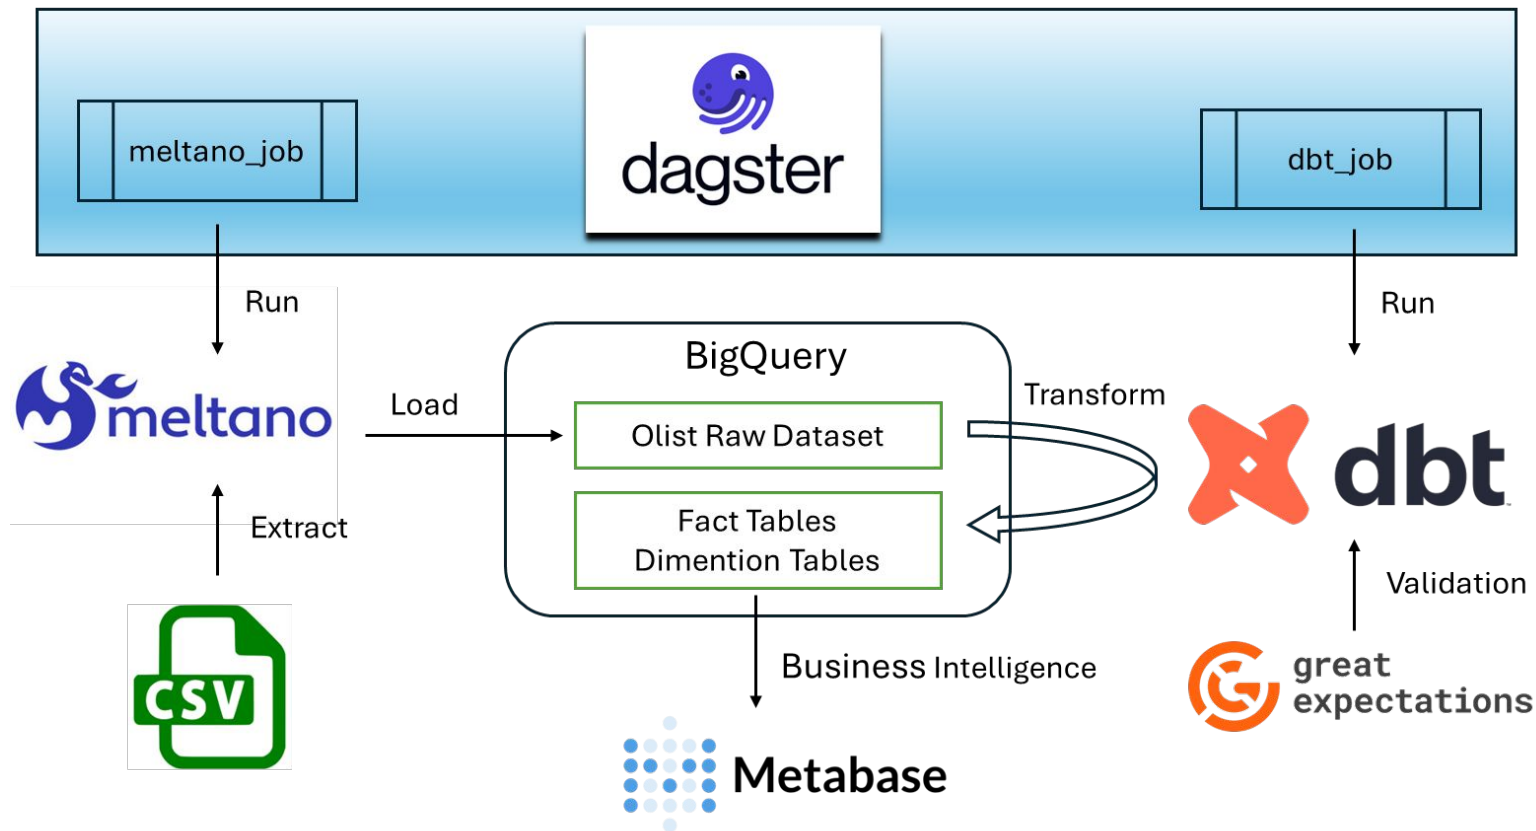 dagster
meltano_job
dbt_job
Run
Run
meltano
Load
BigQuery
Olist Raw Dataset
Fact Tables
Dimention Tables
Transform
dbt
Extract
CSV
Validation
great
expectations
Business Intelligence
Metabase